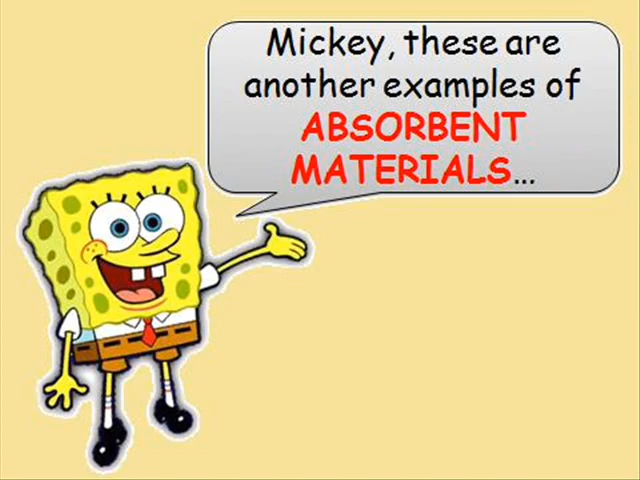 Mickey, these are
another examples of
ABSORBENT
MATERIALS...